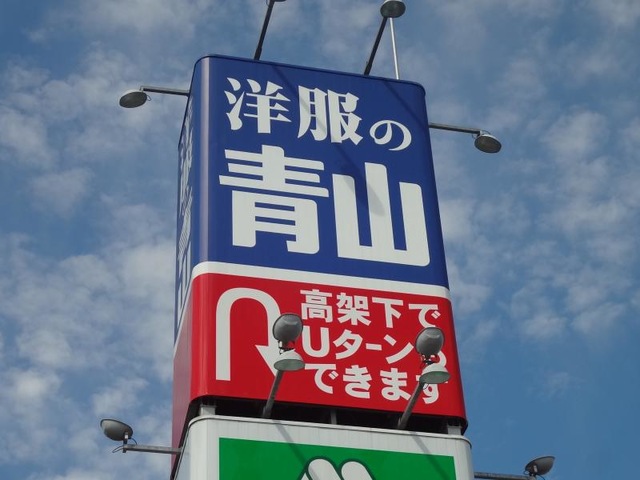 洋服の
青山
高架下で
Uターン
できます